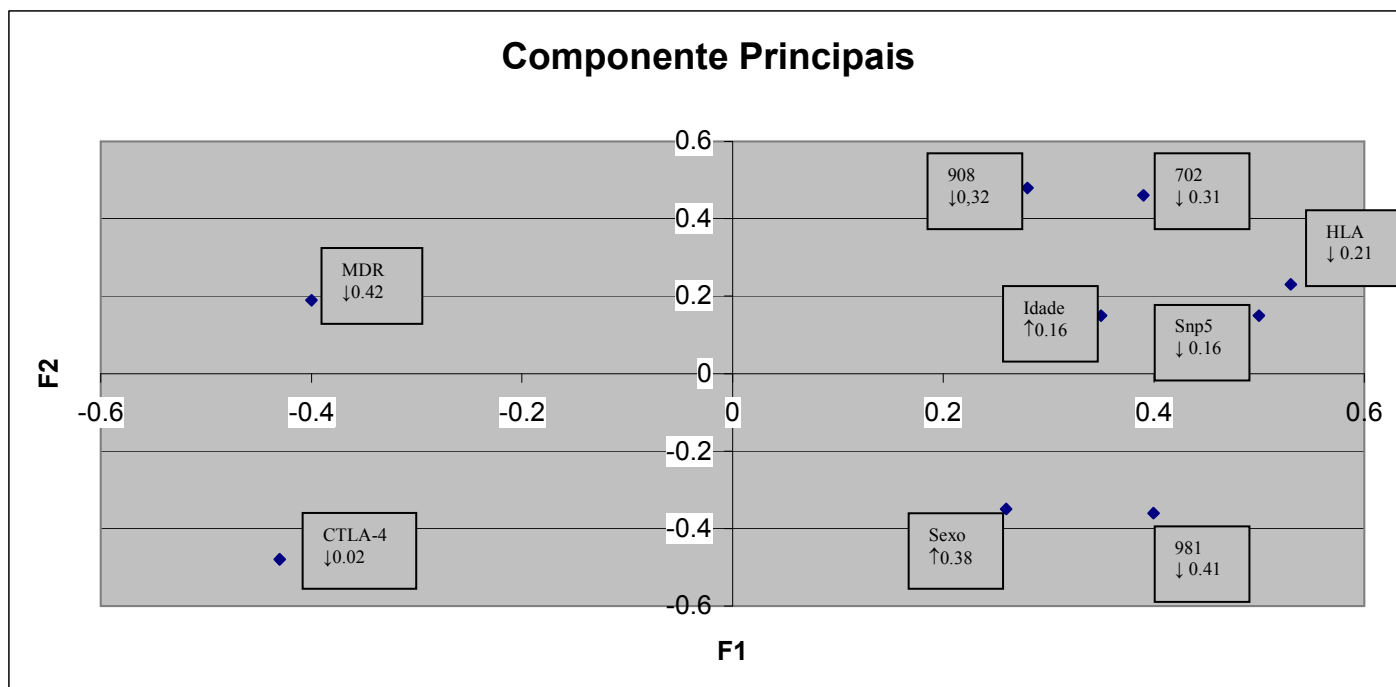 Componente Principais
0.6
0.4
0.2
0
-0.2
-0.4
-0.6
-0.6
-0.4
-0.2
0
0.2
0.4
0.6
F2
F1
908
↓0,32
702
↓ 0.31
HLA
↓ 0.21
MDR
↓0.42
Idade
↑0.16
Snp5
↓ 0.16
CTLA-4
↓0.02
Sexo
↑0.38
981
↓ 0.41